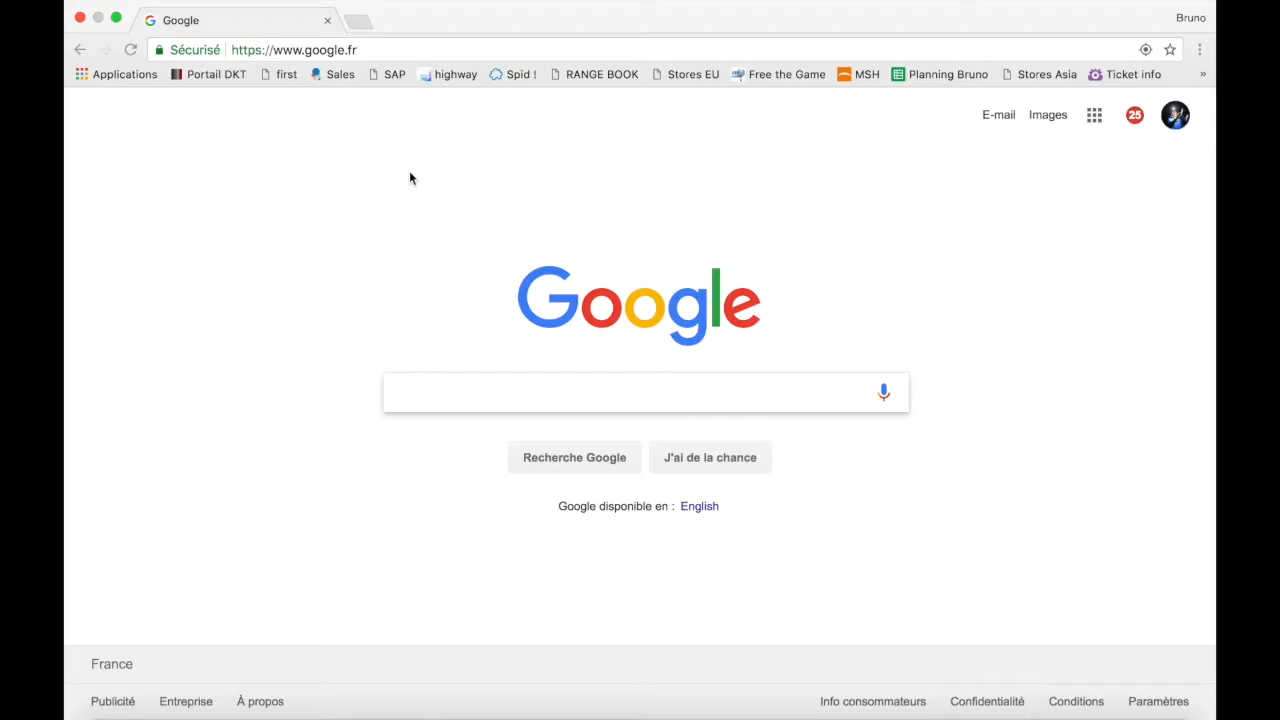 Google
Bruno
Sécurisé https://www.google.fr
Applications Portail DKT first Sales SAP highway Spid ! RANGE BOOK Stores EU Free the Game MSH Planning Bruno Stores Asia Ticket info »
E-mail Images 25
Google
Recherche Google J'ai de la chance
Google disponible en : English
France
Publicité Entreprise À propos Info consommateurs Confidentialité Conditions Paramètres